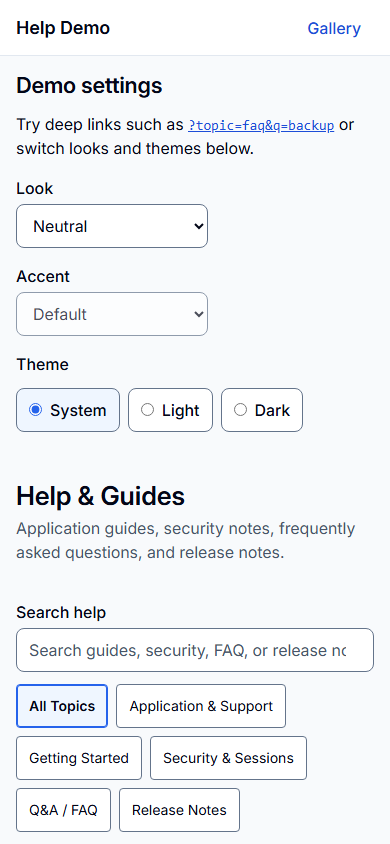 Help Demo
Gallery
Demo settings
Try deep links such as ?topic=faq&q=backup or
switch looks and themes below.
Look
Neutral
Accent
Default
Theme
System
Light
Dark
Help & Guides
Application guides, security notes, frequently
asked questions, and release notes.
Search help
Search guides, security, FAQ, or release
All Topics
Application & Support
Getting Started
Security & Sessions
Q&A / FAQ
Release Notes